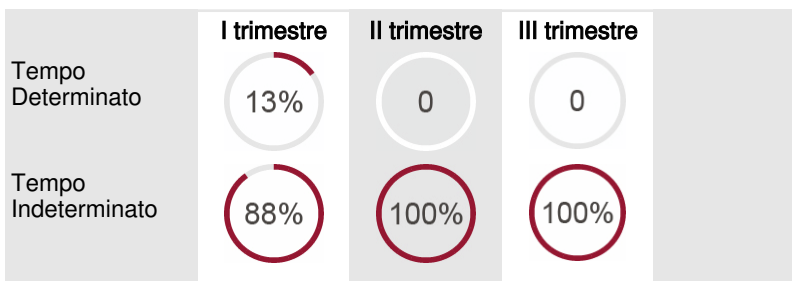 I trimestre II trimestre III trimestre
Tempo
Determinato
13% 0 0
Tempo
Indeterminato
88% 100% 100%